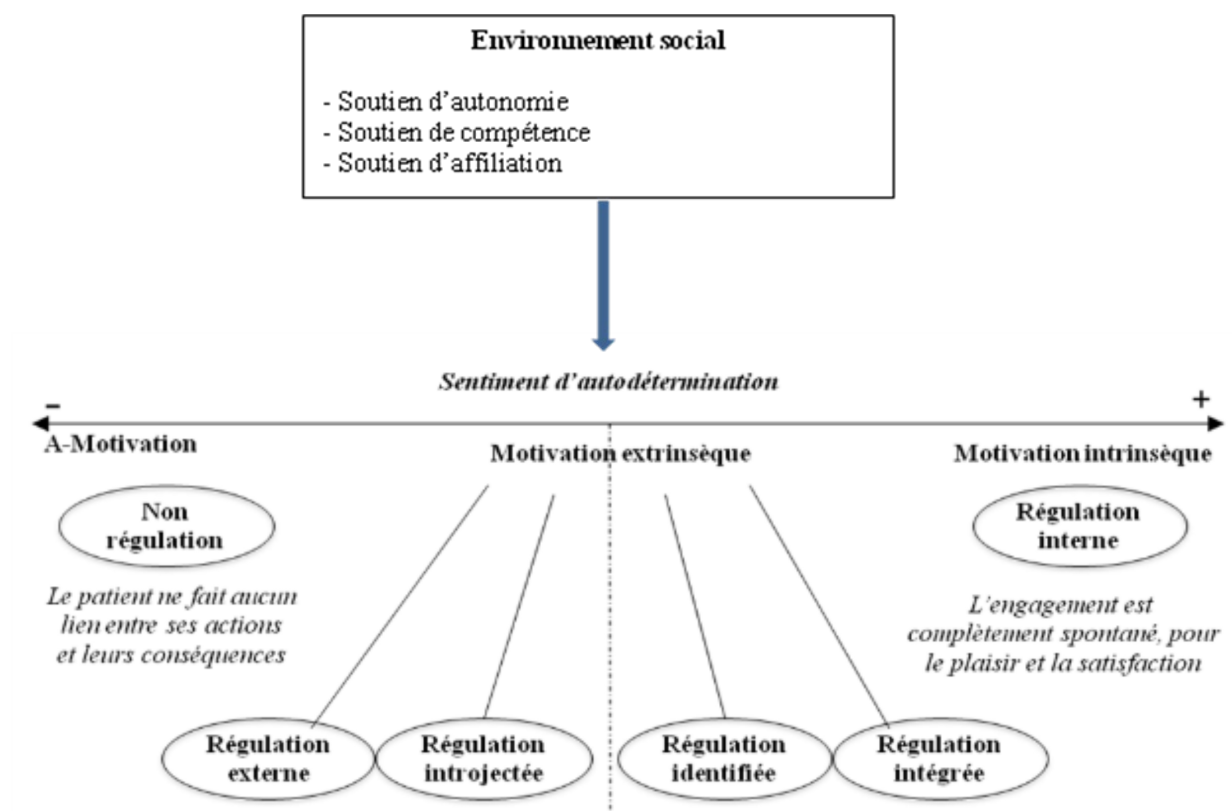 Environnement social
- Soutien d’autonomie
- Soutien de compétence
- Soutien d’affiliation
Sentiment d’autodétermination
– +
A-Motivation
Motivation extrinsèque
Motivation intrinsèque
Non
régulation
Régulation
interne
Le patient ne fait aucun
lien entre ses actions
et leurs conséquences
L’engagement est
complètement spontané, pour
le plaisir et la satisfaction
Régulation
externe
Régulation
introjectée
Régulation
identifiée
Régulation
intégrée